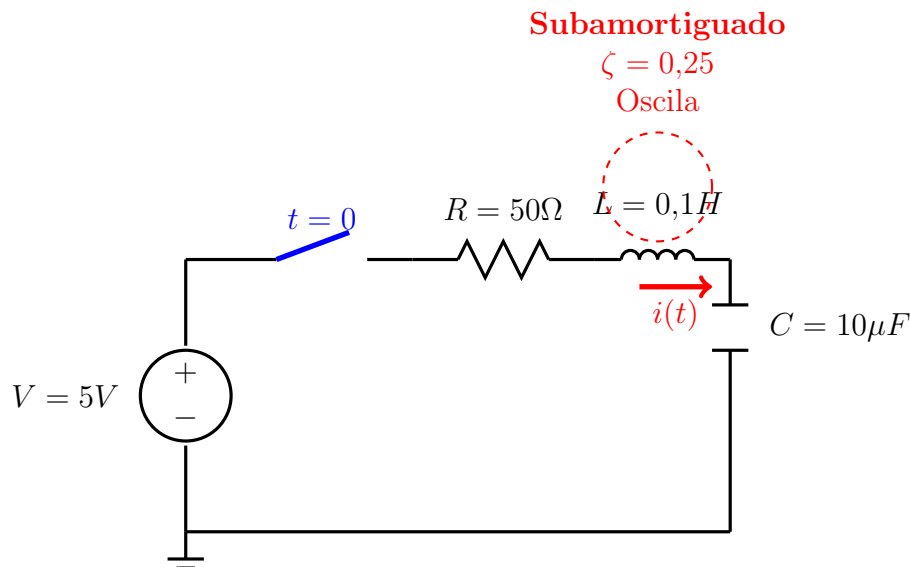 Subamortiguado
ζ = 0,25
Oscila
t = 0
R = 50Ω
L = 0,1H
i(t)
C = 10μF
V = 5V
+
−